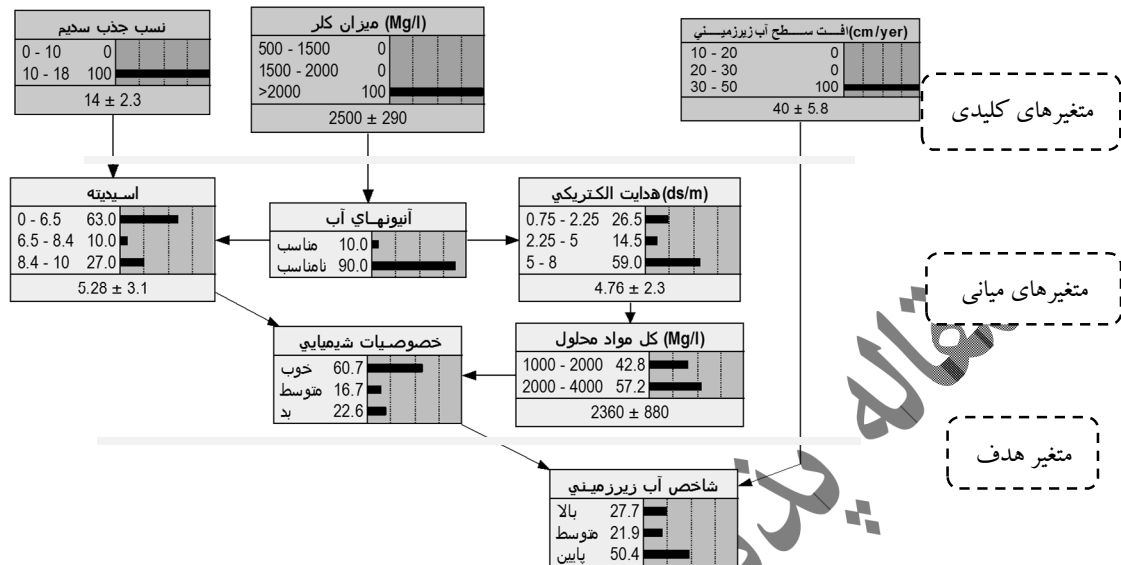 نسب جذب سدیم
0 - 10 0
10 - 18 100
14 ± 2.3
میزان کلر (Mg/l)
500 - 1500 0
1500 - 2000 0
>2000 100
2500 ± 290
افت سطح آب زیرزمیني(cm/yer)
10 - 20 0
20 - 30 0
30 - 50 100
40 ± 5.8
متغیرهای کلیدی
اسیدیته
0 - 6.5 63.0
6.5 - 8.4 10.0
8.4 - 10 27.0
5.28 ± 3.1
آنیونهاي آب
مناسب 10.0
نامناسب 90.0
هدایت الکتریکي(ds/m)
0.75 - 2.25 26.5
2.25 - 5 14.5
5 - 8 59.0
4.76 ± 2.3
متغیرهای میانی
خصوصیات شیمیایي
خوب 60.7
متوسط 16.7
بد 22.6
کل مواد محلول (Mg/l)
1000 - 2000 42.8
2000 - 4000 57.2
2360 ± 880
متغیر هدف
شاخص آب زیرزمیني
بالا 27.7
متوسط 21.9
پایین 50.4